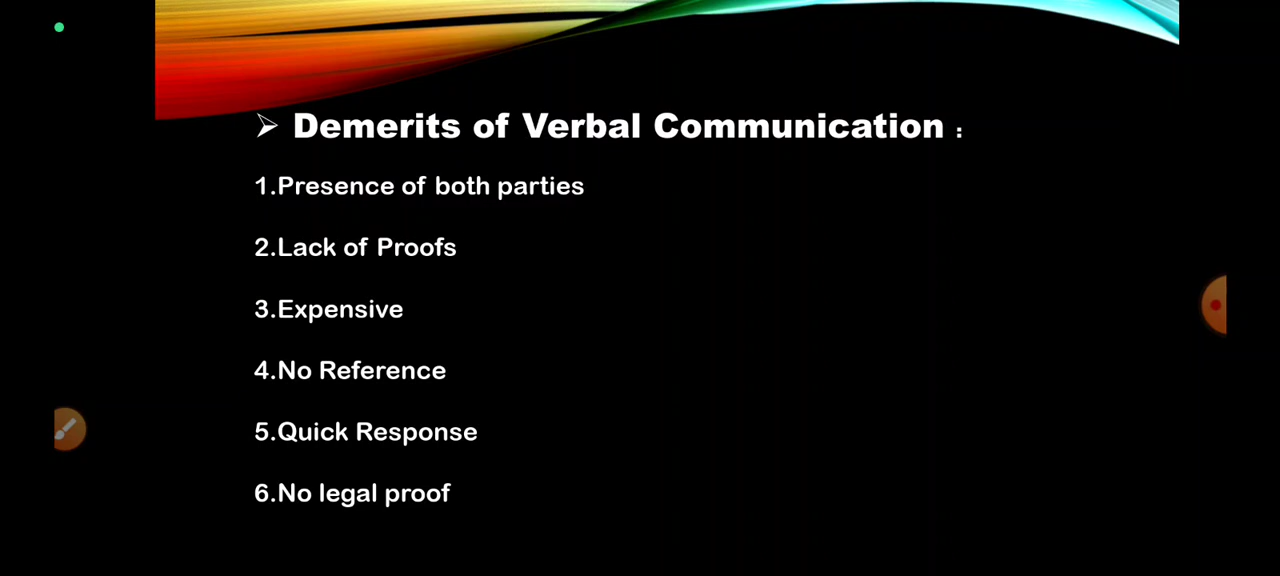 ➢ Demerits of Verbal Communication :
1.Presence of both parties
2.Lack of Proofs
3.Expensive
4.No Reference
5.Quick Response
6.No legal proof